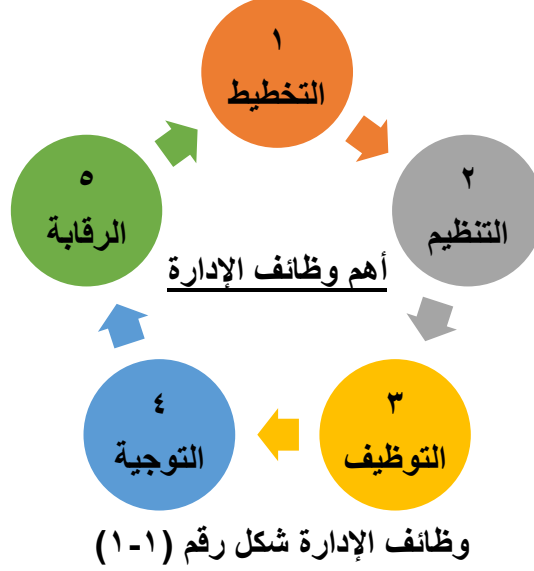 ١
التخطيط
٢
التنظيم
٣
التوظيف
٤
التوجية
٥
الرقابة
أهم وظائف الإدارة
وظائف الإدارة شكل رقم (١-١)